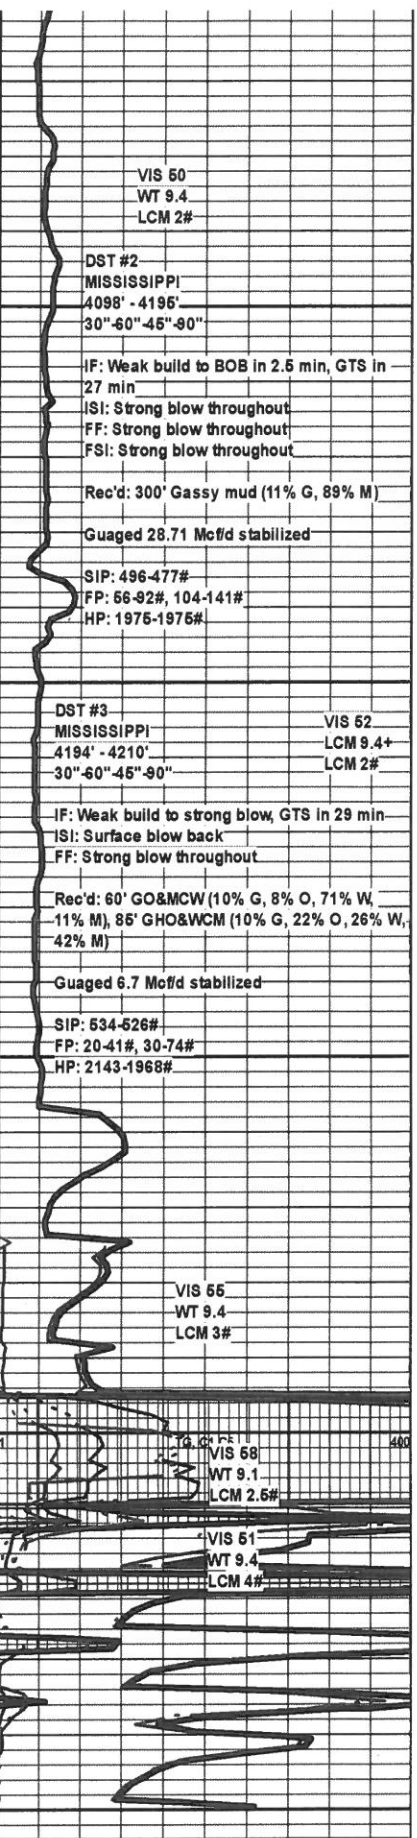 VIS 50
WT 9.4
LCM 2#
DST #2
MISSISSIPPI
4098' - 4195'
30"-60"-45"-90"
IF: Weak build to BOB in 2.5 min, GTS in
27 min
ISI: Strong blow throughout
FF: Strong blow throughout
FSI: Strong blow throughout
Rec'd: 300' Gassy mud (11% G, 89% M)
Guaged 28.71 Mcf/d stabilized
SIP: 496-477#
FP: 56-92#, 104-141#
HP: 1975-1975#
DST #3
MISSISSIPPI
4194' - 4210'
30"-60"-45"-90"
VIS 52
LCM 9.4+
LCM 2#
IF: Weak build to strong blow, GTS in 29 min
ISI: Surface blow back
FF: Strong blow throughout
Rec'd: 60' GO&MCW (10% G, 8% O, 71% W,
11% M), 85' GHO&WCM (10% G, 22% O, 26% W,
42% M)
Guaged 6.7 Mcf/d stabilized
SIP: 534-526#
FP: 20-41#, 30-74#
HP: 2143-1968#
VIS 55
WT 9.4
LCM 3#
1 400
VIS 58
WT 9.1
LCM 2.5#
VIS 51
WT 9.4
LCM 4#